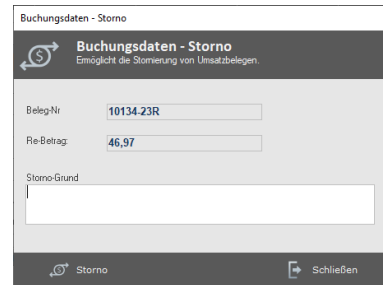 Buchungsdaten - Storno
Buchungsdaten - Storno
Ermöglicht die Stornierung von Umsatzbelegen.
Beleg-Nr 10134-23R
Re-Betrag: 46,97
Storno-Grund
Storno Schließen